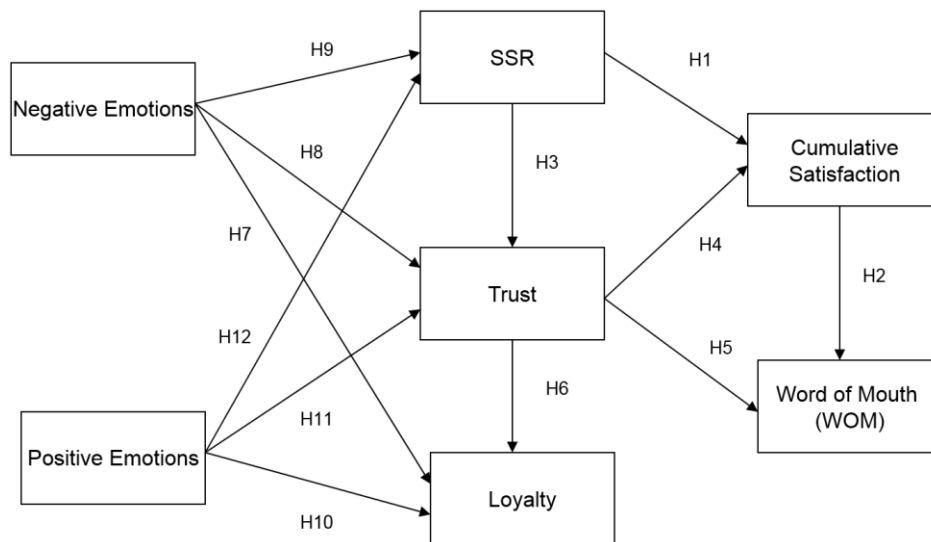 SSR
H9
H1
Negative Emotions
Cumulative
Satisfaction
H8
H3
H7
H4
H2
Trust
H12
H5
Word of Mouth
(WOM)
H11
H6
Positive Emotions
Loyalty
H10